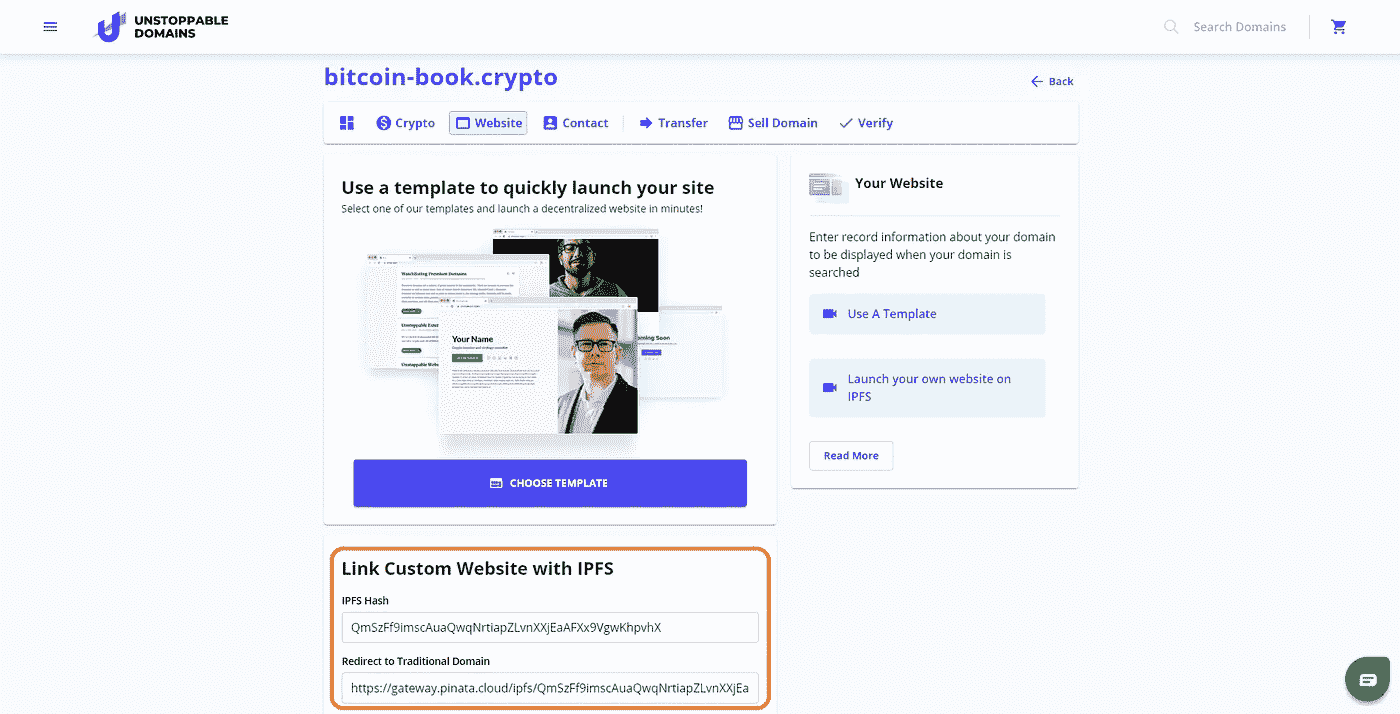 UNSTOPPABLE
DOMAINS
Search Domains
bitcoin-book.crypto
Back
Crypto
Website
Contact
Transfer
Sell Domain
Verify
Use a template to quickly launch your site
Select one of our templates and launch a decentralized website in minutes!
Watchlisting Premium Domains
Your Name
Coming Soon
CHOOSE TEMPLATE
Your Website
Enter record information about your domain
to be displayed when your domain is
searched
Use A Template
Launch your own website on
IPFS
Read More
Link Custom Website with IPFS
IPFS Hash
QmSzFf9imscAuaQwqNrtiapZLvnXXjEaAFXx9VgwKhpvhX
Redirect to Traditional Domain
https://gateway.pinata.cloud/ipfs/QmSzFf9imscAuaQwqNrtiapZLvnXXjEa